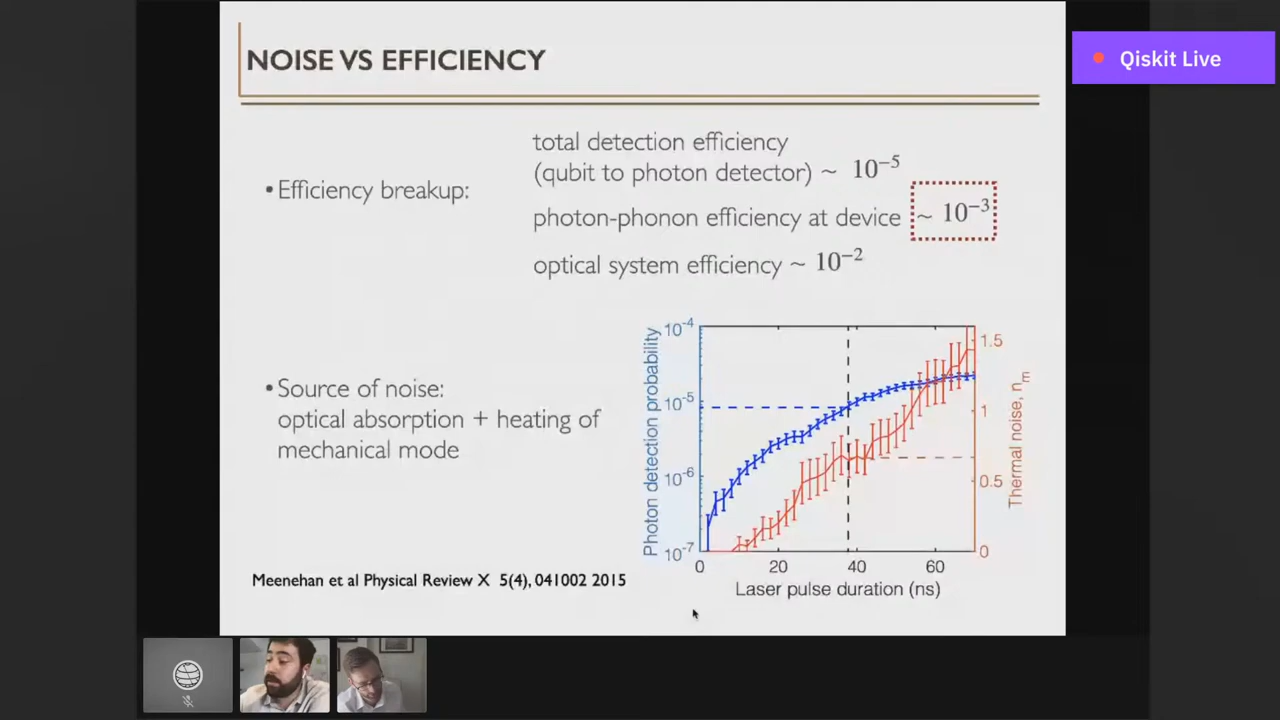 NOISE VS EFFICIENCY
Qiskit Live
• Efficiency breakup:
total detection efficiency
(qubit to photon detector) ~ 10⁻⁵
photon-phonon efficiency at device ~ 10⁻³
optical system efficiency ~ 10⁻²
• Source of noise:
optical absorption + heating of
mechanical mode
Meenehan et al Physical Review X 5(4), 041002 2015
Photon detection probability
10⁻⁴
10⁻⁵
10⁻⁶
10⁻⁷
1.5
1
0.5
0
Thermal noise, nₘ
0 20 40 60
Laser pulse duration (ns)